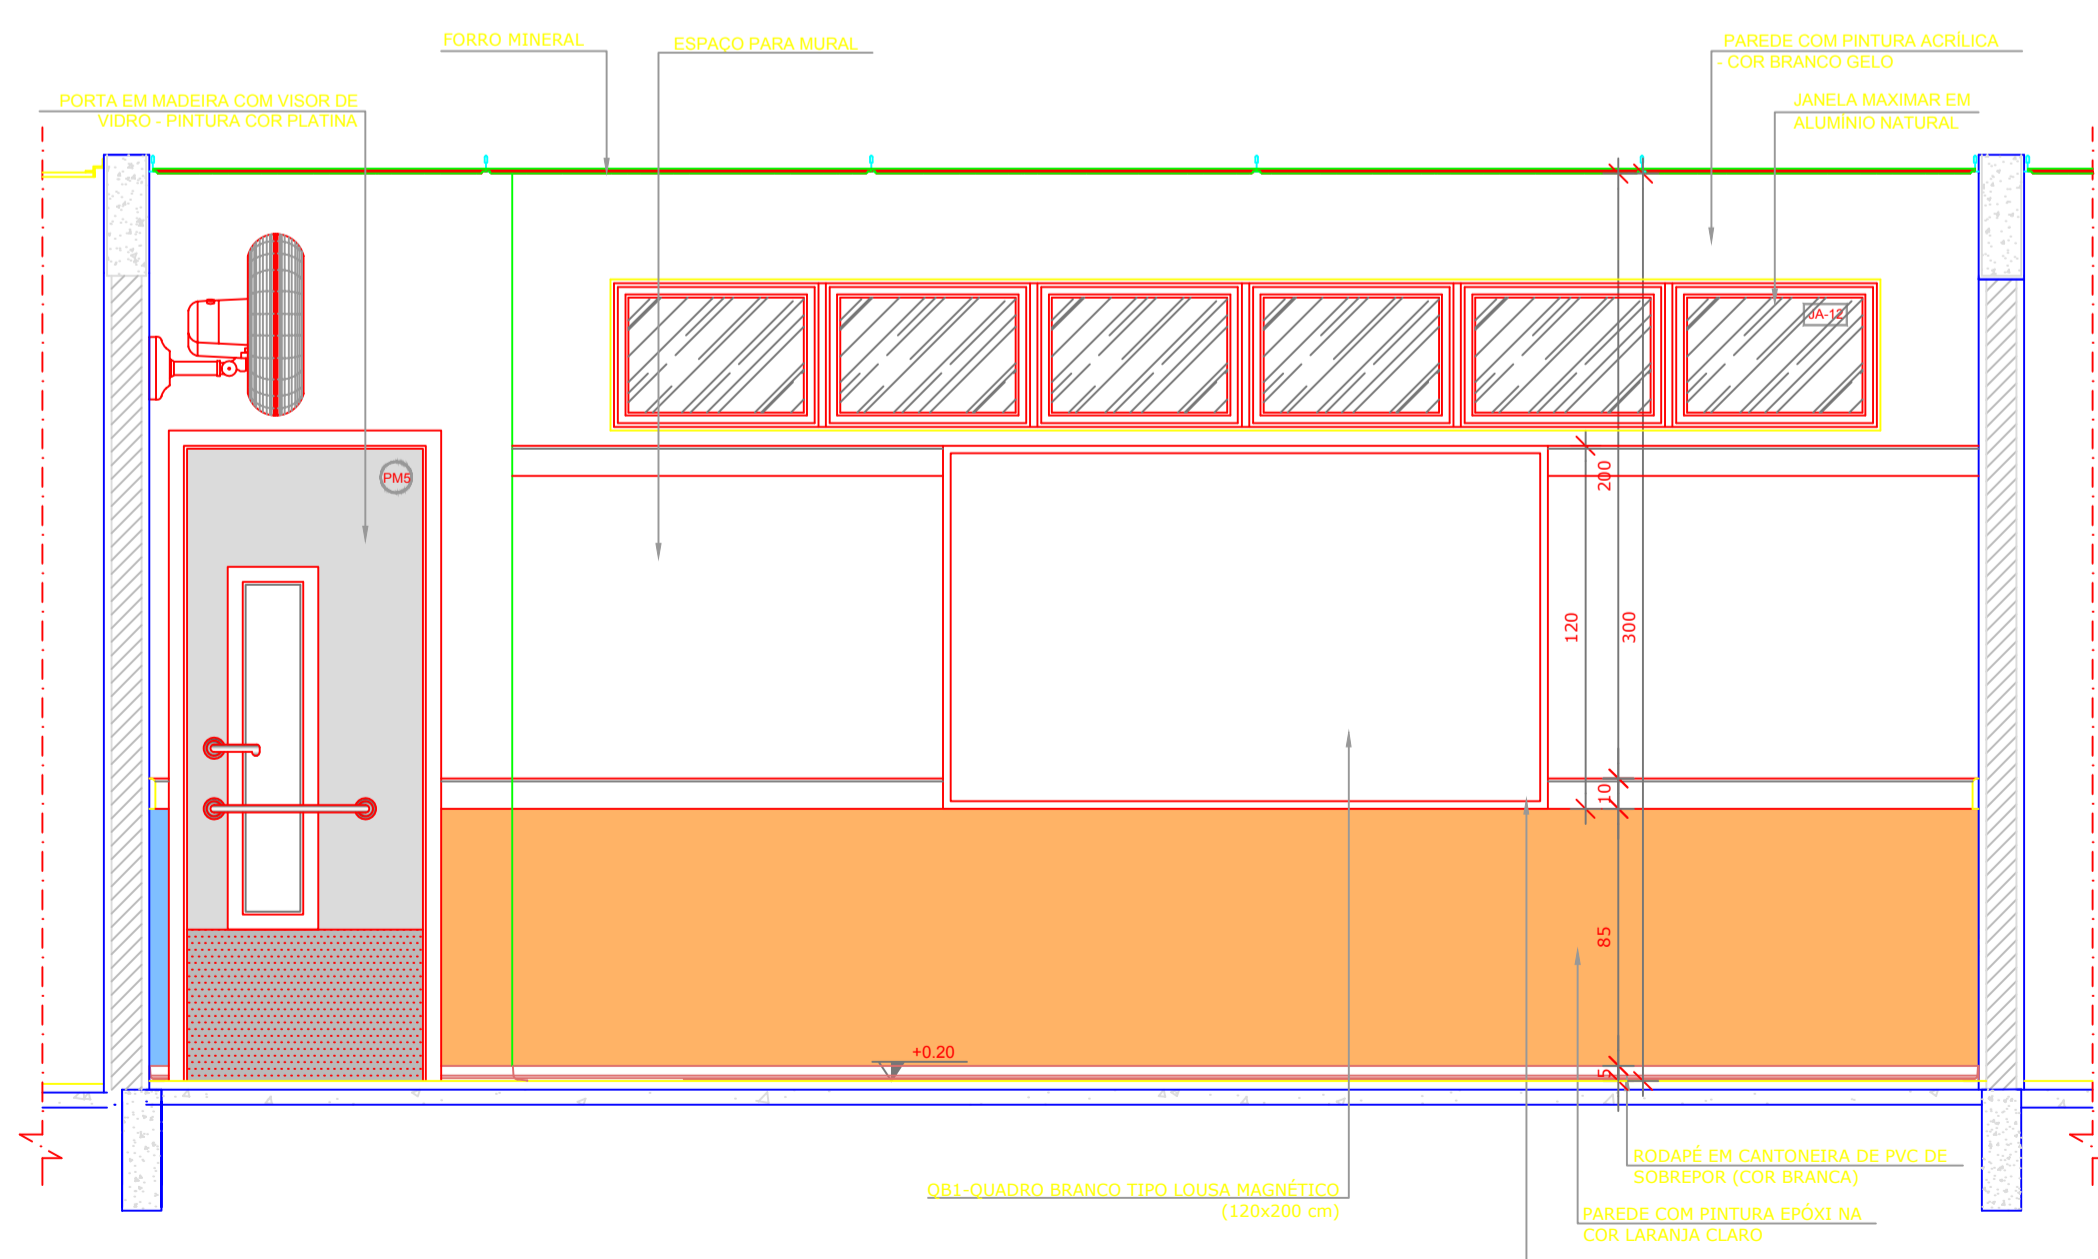 FORRO MINERAL
ESPAÇO PARA MURAL
PAREDE COM PINTURA ACRÍLICA
- COR BRANCO GELO
PORTA EM MADEIRA COM VISOR DE
VIDRO - PINTURA COR PLATINA
JANELA MAXIMAR EM
ALUMÍNIO NATURAL
JA-12
PM5
200
120
300
10
85
+0.20
5
RODAPÉ EM CANTONEIRA DE PVC DE
SOBREPOR (COR BRANCA)
QB1-QUADRO BRANCO TIPO LOUSA MAGNÉTICO
(120x200 cm)
PAREDE COM PINTURA EPÓXI NA
COR LARANJA CLARO